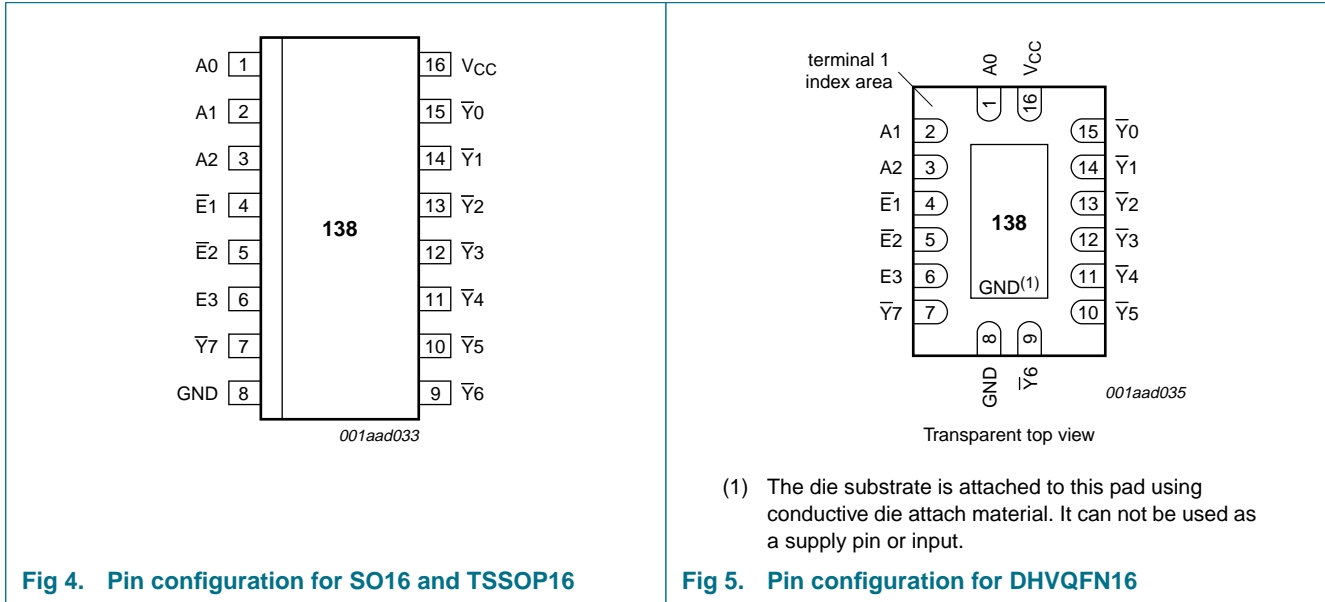 A0 1
A1 2
A2 3
E̅1 4
E̅2 5
E3 6
Y̅7 7
GND 8
138
16 VCC
15 Y̅0
14 Y̅1
13 Y̅2
12 Y̅3
11 Y̅4
10 Y̅5
9 Y̅6
001aad033
Fig 4. Pin configuration for SO16 and TSSOP16
terminal 1
index area
A0
VCC
1
16
A1 2
A2 3
E̅1 4
E̅2 5
E3 6
Y̅7 7
138
GND(1)
15 Y̅0
14 Y̅1
13 Y̅2
12 Y̅3
11 Y̅4
10 Y̅5
8
9
GND
Y̅6
001aad035
Transparent top view
(1) The die substrate is attached to this pad using
conductive die attach material. It can not be used as
a supply pin or input.
Fig 5. Pin configuration for DHVQFN16